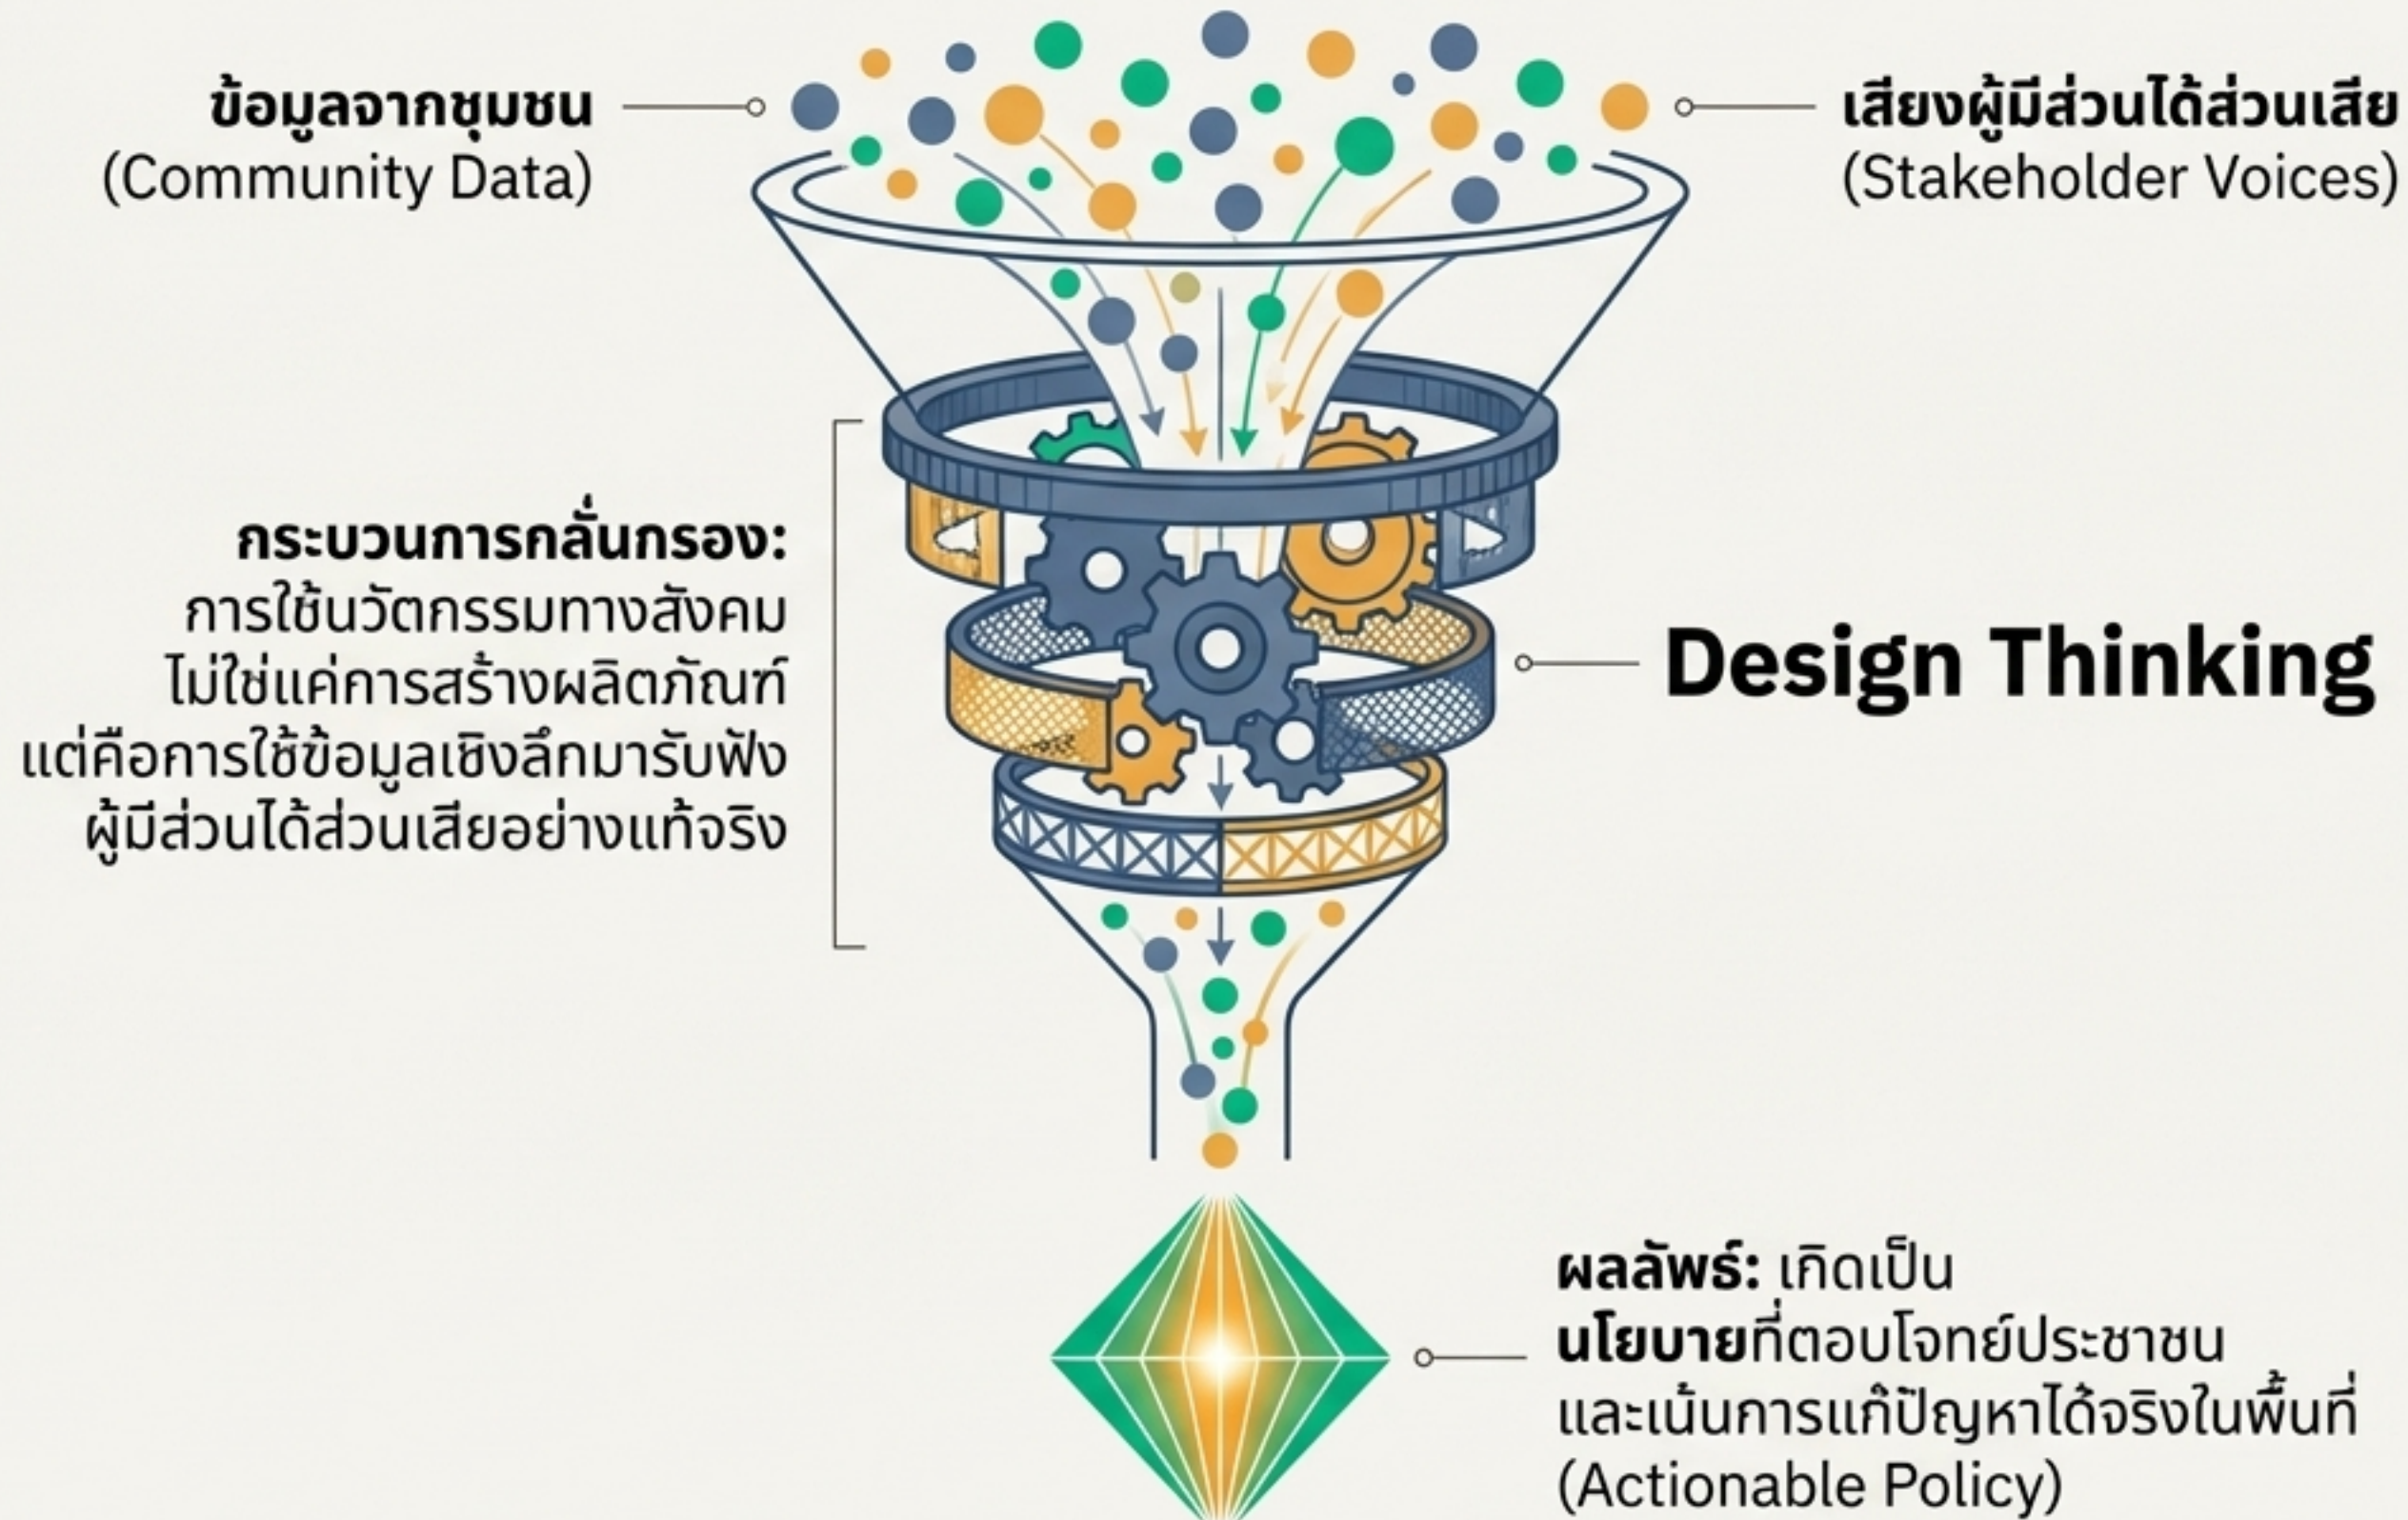 ข้อมูลจากชุมชน
(Community Data)
เสียงผู้มีส่วนได้ส่วนเสีย
(Stakeholder Voices)
กระบวนการกลั่นกรอง:
การใช้นวัตกรรมทางสังคม
ไม่ใช่แค่การสร้างผลิตภัณฑ์
แต่คือการใช้ข้อมูลเชิงลึกมารับฟัง
ผู้มีส่วนได้ส่วนเสียอย่างแท้จริง
Design Thinking
ผลลัพธ์: เกิดเป็น
นโยบายที่ตอบโจทย์ประชาชน
และเน้นการแก้ปัญหาได้จริงในพื้นที่
(Actionable Policy)